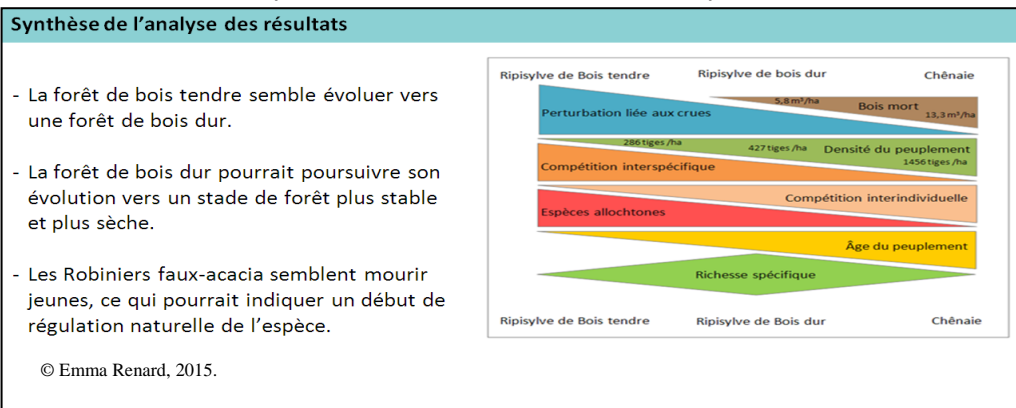 Synthèse de l'analyse des résultats
- La forêt de bois tendre semble évoluer vers
une forêt de bois dur.
- La forêt de bois dur pourrait poursuivre son
évolution vers un stade de forêt plus stable
et plus sèche.
- Les Robiniers faux-acacia semblent mourir
jeunes, ce qui pourrait indiquer un début de
régulation naturelle de l'espèce.
© Emma Renard, 2015.
Ripisylve de Bois tendre Ripisylve de bois dur Chênaie
5,8 m³/ha Bois mort
Perturbation liée aux crues 13,3 m³/ha
286 tiges /ha 427 tiges /ha Densité du peuplement
1456 tiges /ha
Compétition interspécifique
Compétition interindividuelle
Espèces allochtones
Âge du peuplement
Richesse spécifique
Ripisylve de Bois tendre Ripisylve de Bois dur Chênaie